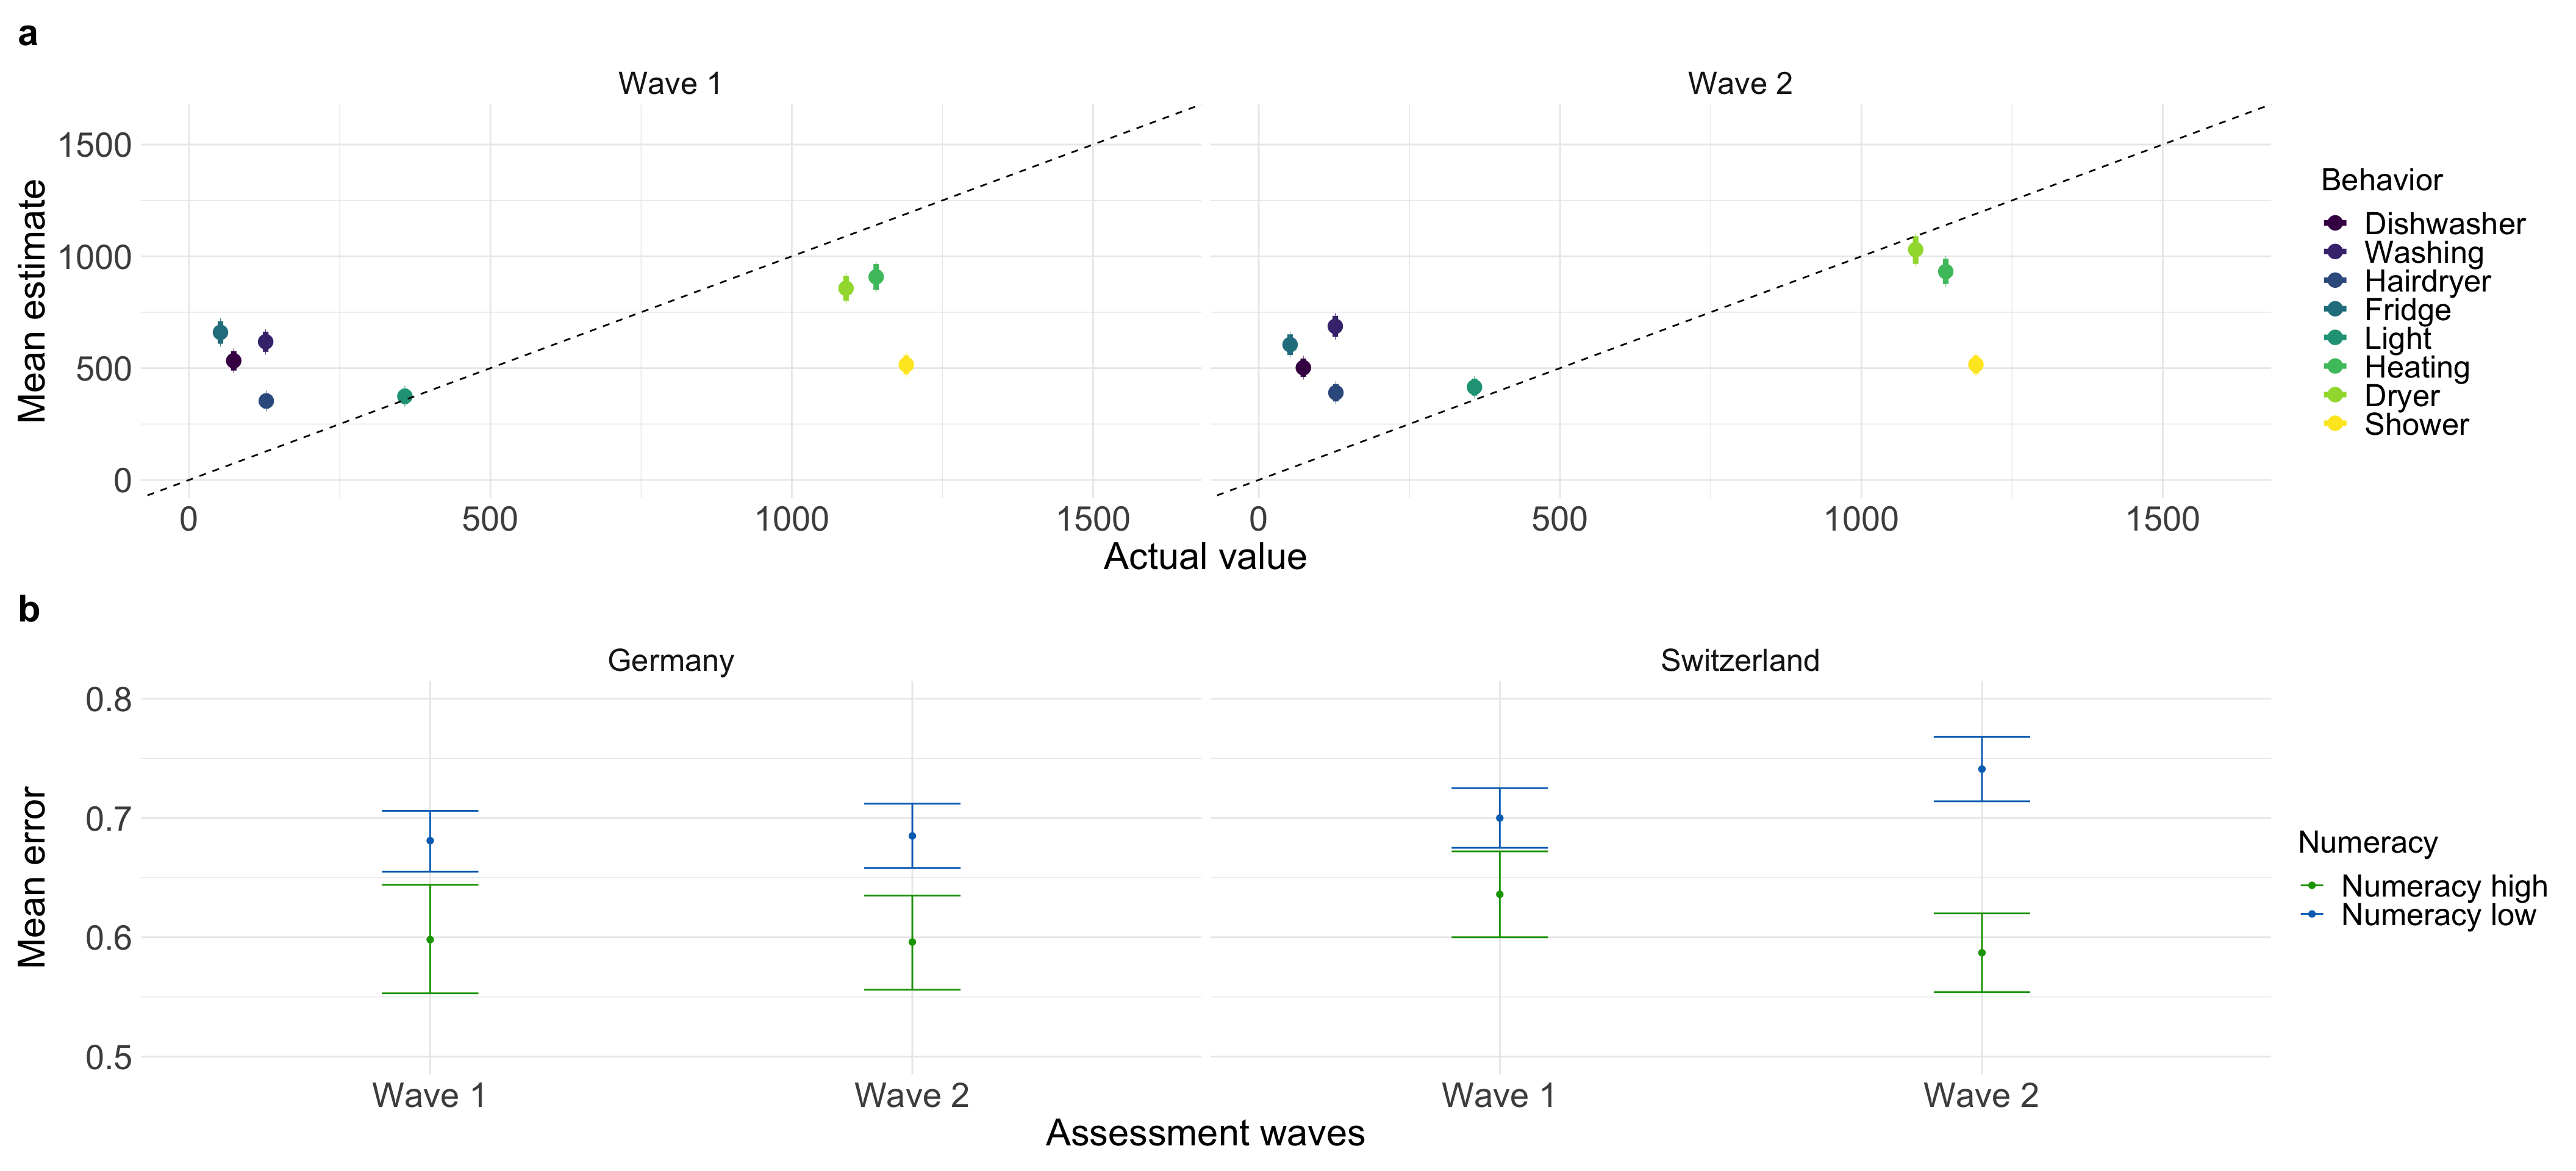 a
Wave 1
Wave 2
Mean estimate
1500
1000
500
0
0
500
1000
1500
0
500
1000
1500
Actual value
Behavior
Dishwasher
Washing
Hairdryer
Fridge
Light
Heating
Dryer
Shower
b
Germany
Switzerland
Mean error
0.8
0.7
0.6
0.5
Wave 1
Wave 2
Wave 1
Wave 2
Assessment waves
Numeracy
Numeracy high
Numeracy low